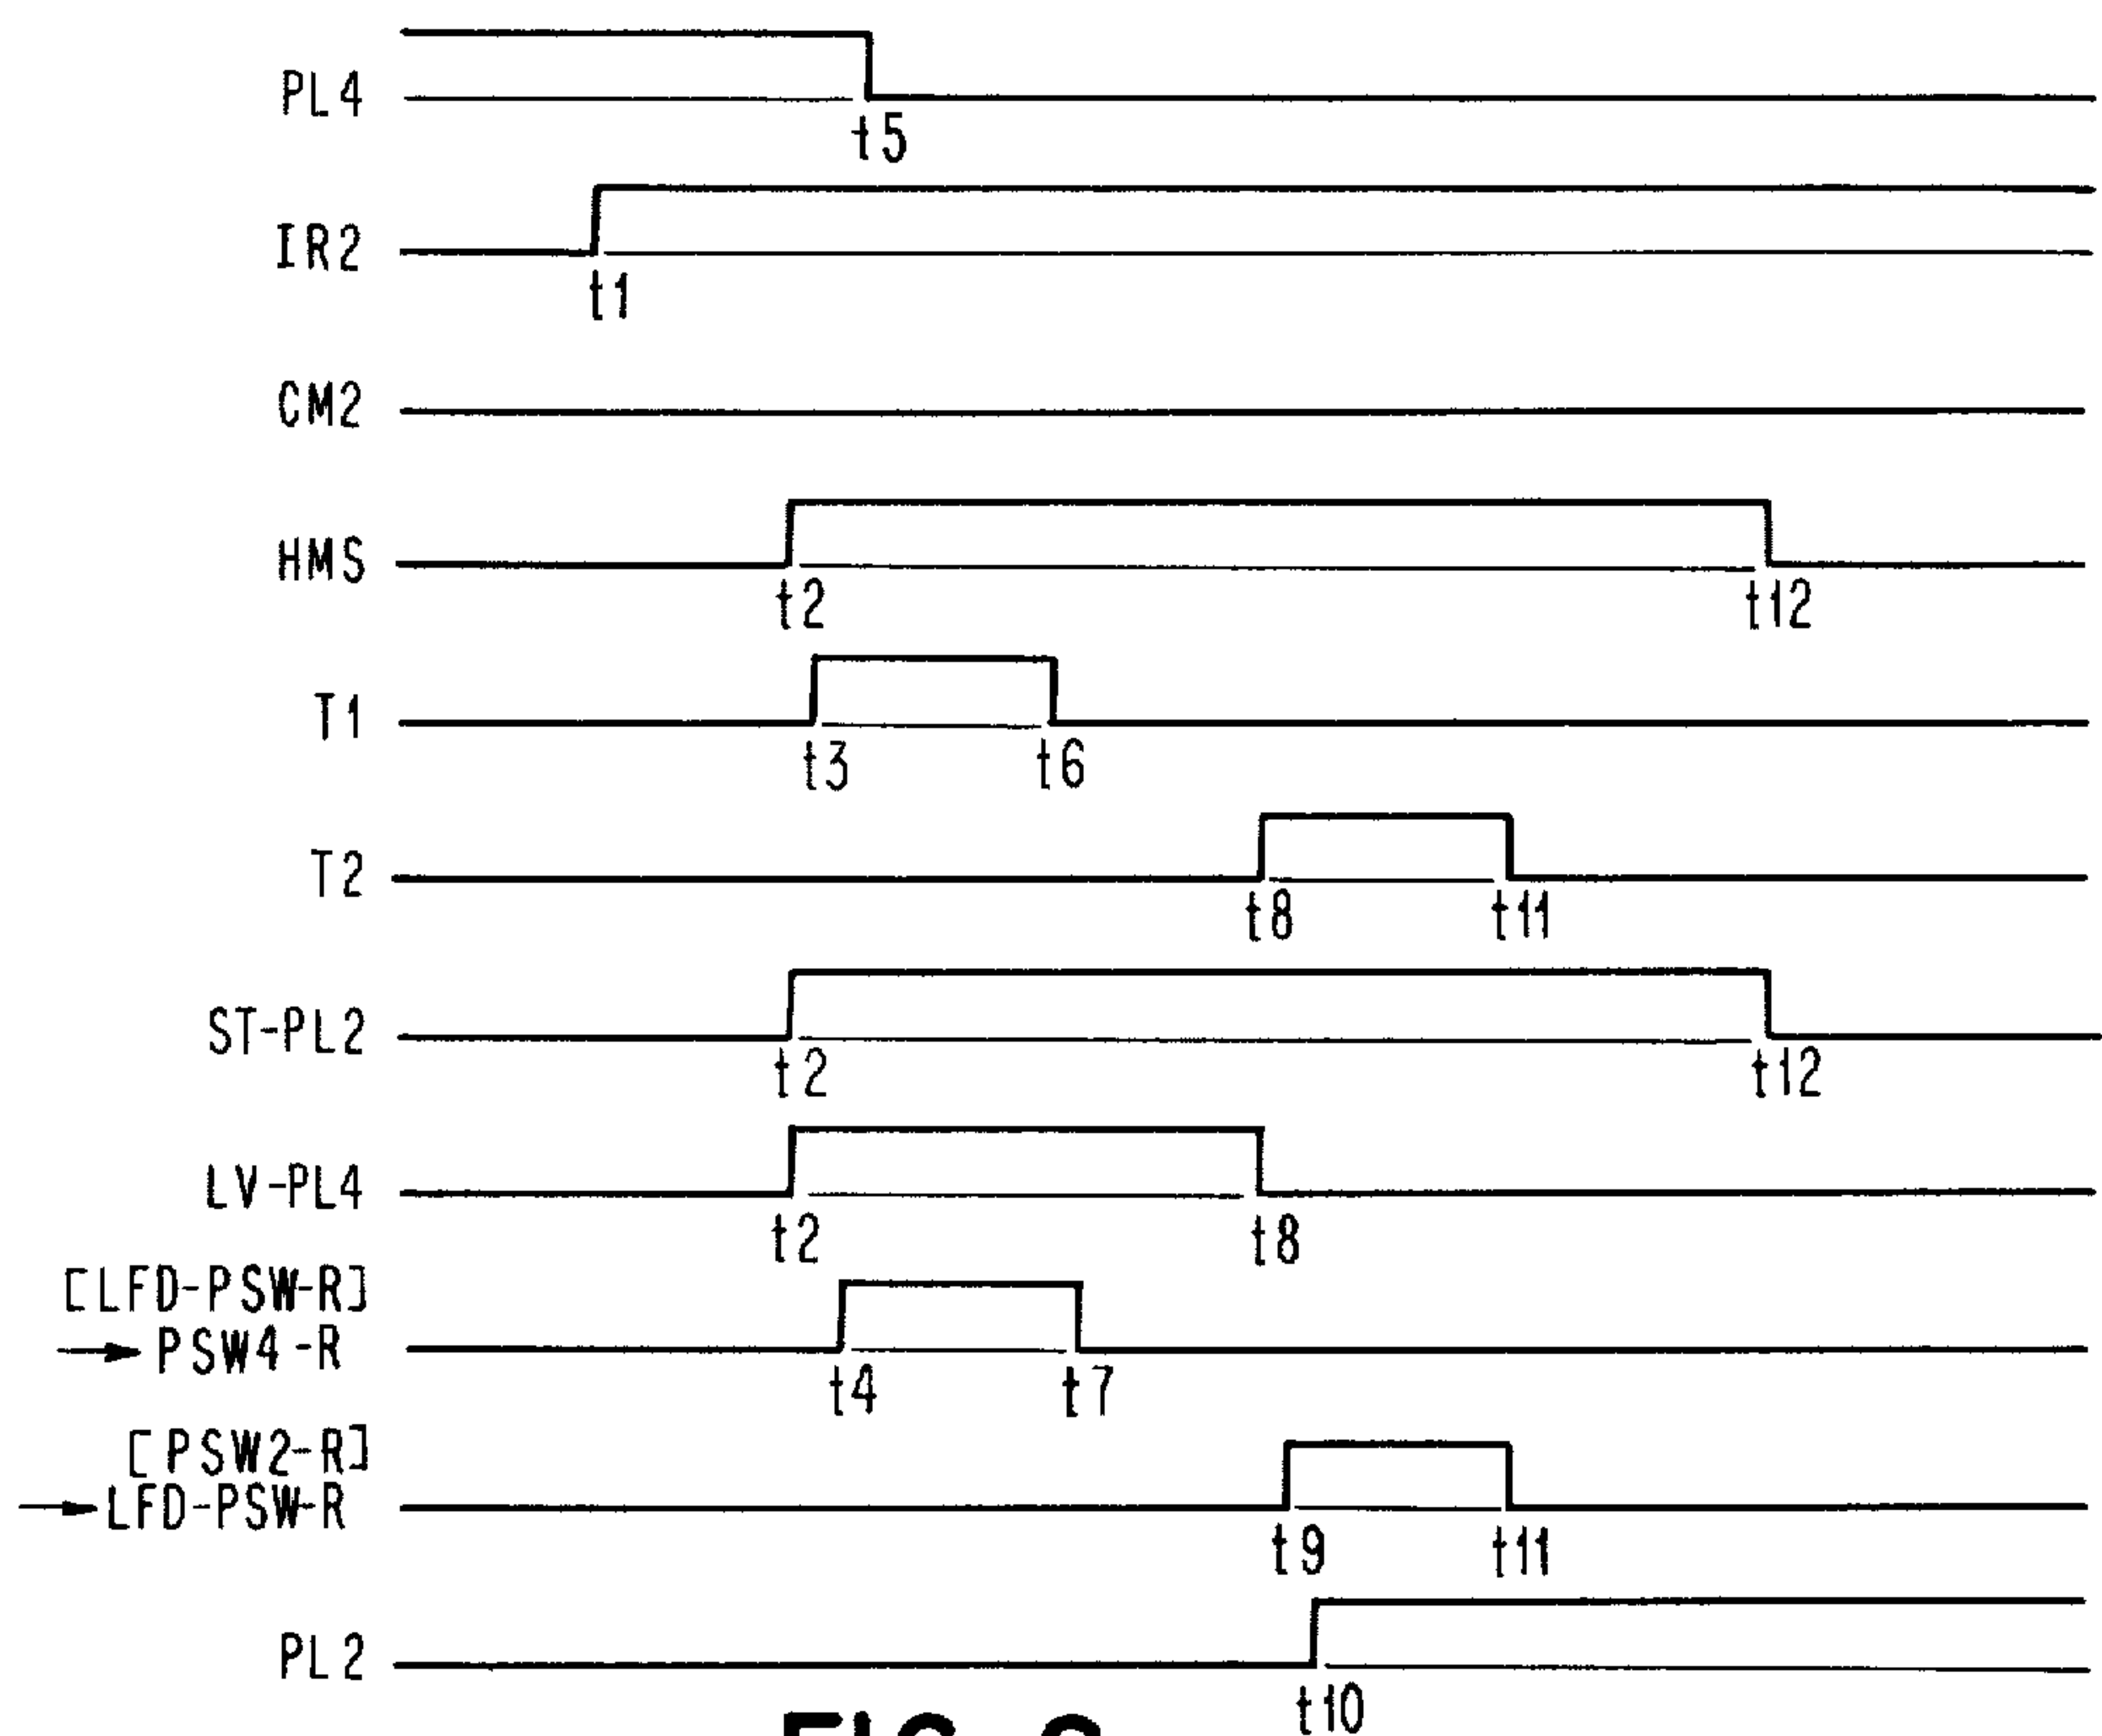 PL4
t5
IR2
t1
CM2
HMS
t2 t12
T1
t3 t6
T2
t8 t11
ST-PL2
t2 t12
LV-PL4
t2 t8
[LFD-PSW-R]
→ PSW4-R
t4 t7
[PSW2-R]
→ LFD-PSW-R
t9 t11
PL2
t10